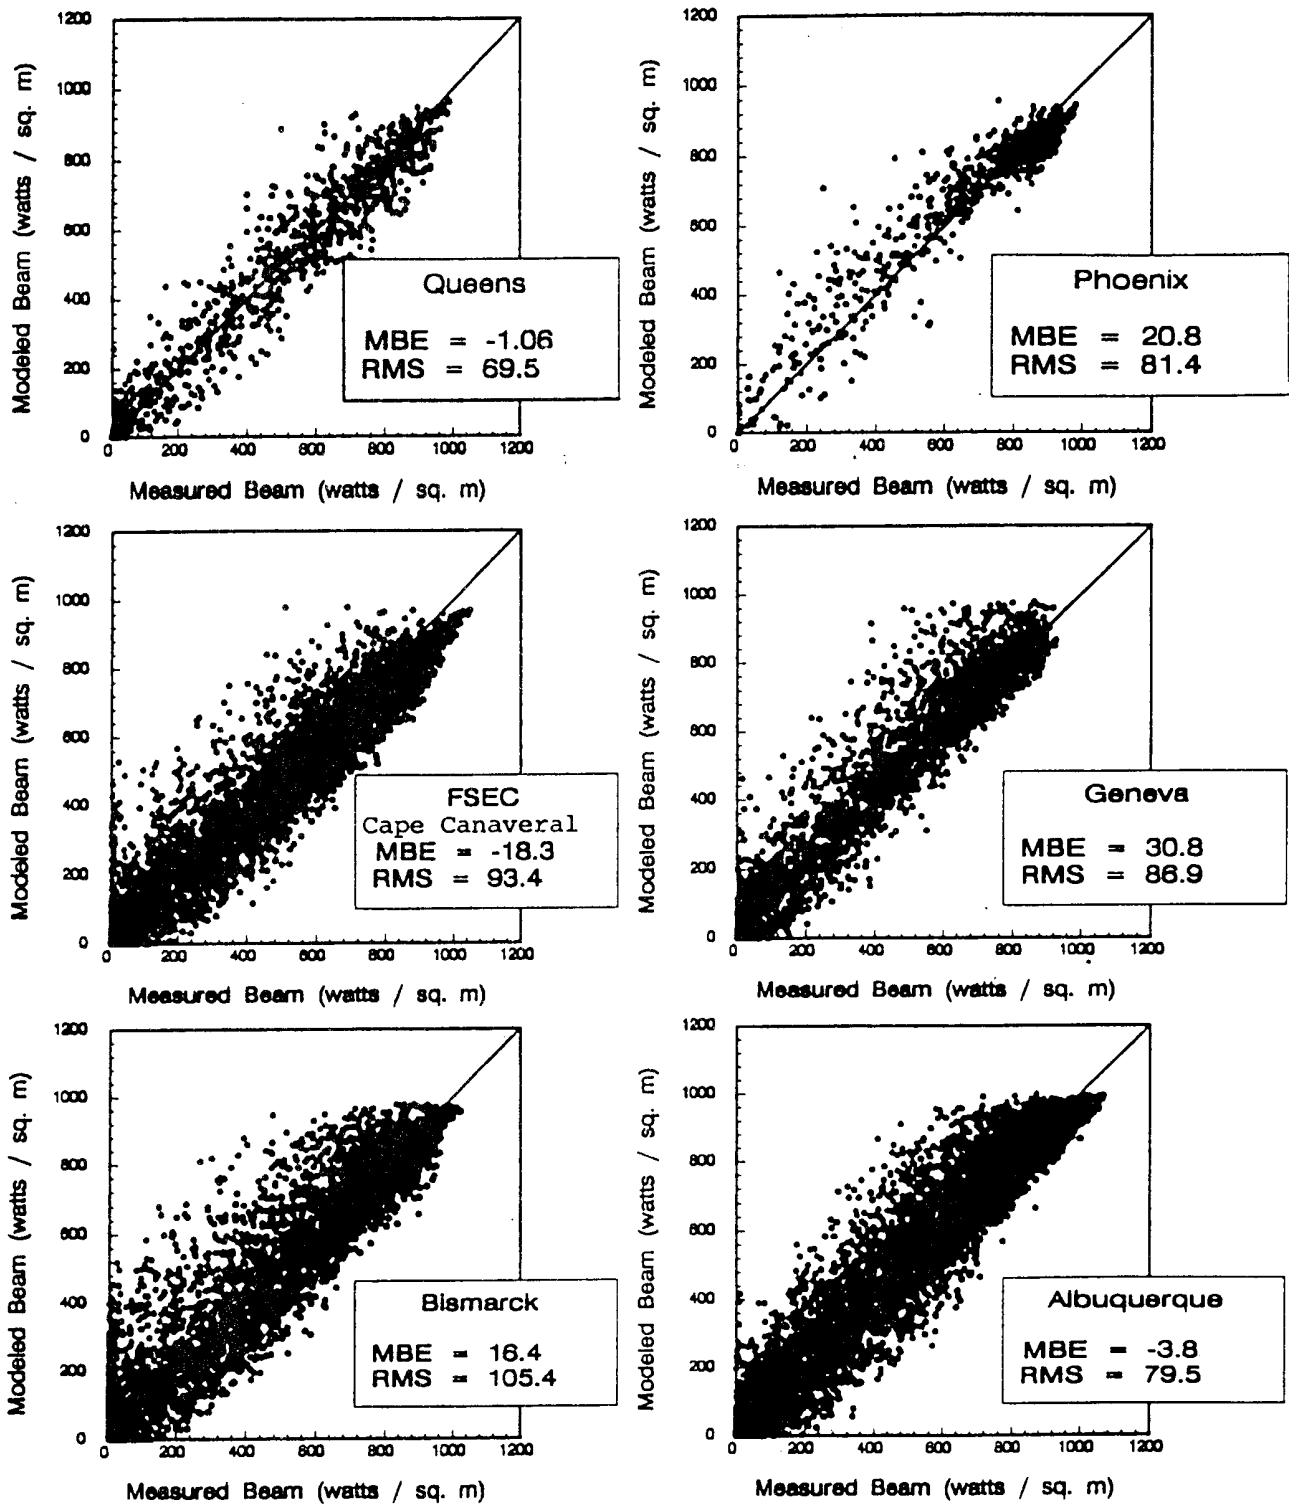 1200
1000
800
600
400
200
0
Modeled Beam (watts / sq. m)
Queens
MBE = -1.06
RMS = 69.5
200 400 600 800 1000 1200
Measured Beam (watts / sq. m)
1200
1000
800
600
400
200
0
Modeled Beam (watts / sq. m)
Phoenix
MBE = 20.8
RMS = 81.4
0 200 400 600 800 1000 1200
Measured Beam (watts / sq. m)
1200
1000
800
600
400
200
0
Modeled Beam (watts / sq. m)
FSEC
Cape Canaveral
MBE = -18.3
RMS = 93.4
0 200 400 600 800 1000 1200
Measured Beam (watts / sq. m)
1200
1000
800
600
400
200
0
Modeled Beam (watts / sq. m)
Geneva
MBE = 30.8
RMS = 86.9
0 200 400 600 800 1000 1200
Measured Beam (watts / sq. m)
1200
1000
800
600
400
200
0
Modeled Beam (watts / sq. m)
Bismarck
MBE = 16.4
RMS = 105.4
0 200 400 600 800 1000 1200
Measured Beam (watts / sq. m)
1200
1000
800
600
400
200
0
Modeled Beam (watts / sq. m)
Albuquerque
MBE = -3.8
RMS = 79.5
0 200 400 600 800 1000 1200
Measured Beam (watts / sq. m)